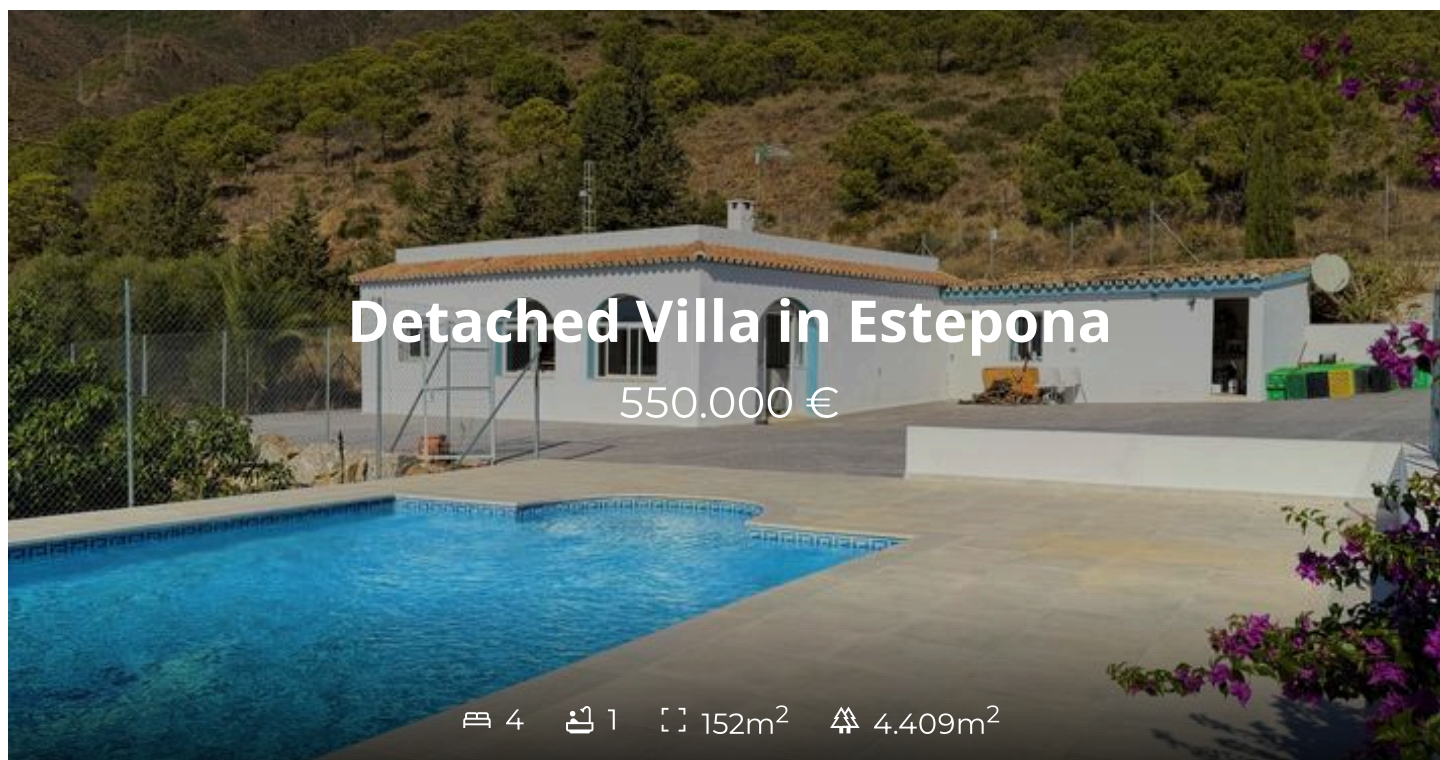 Detached Villa in Estepona
550.000 €
4 1 152m² 4.409m²